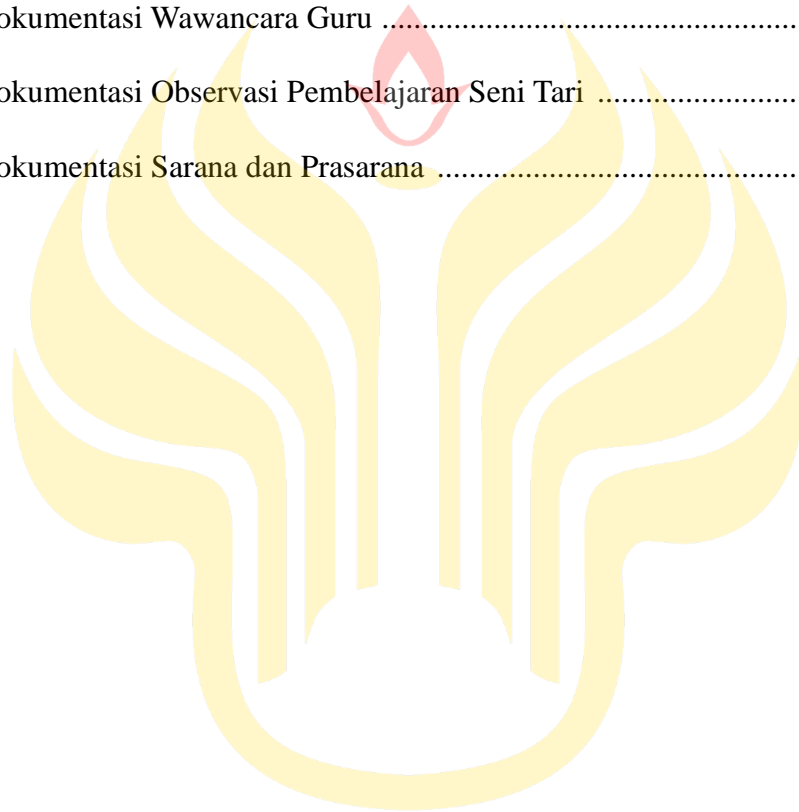 okumentasi Wawancara Guru ..................................................
okumentasi Observasi Pembelajaran Seni Tari ........................
okumentasi Sarana dan Prasarana ...........................................